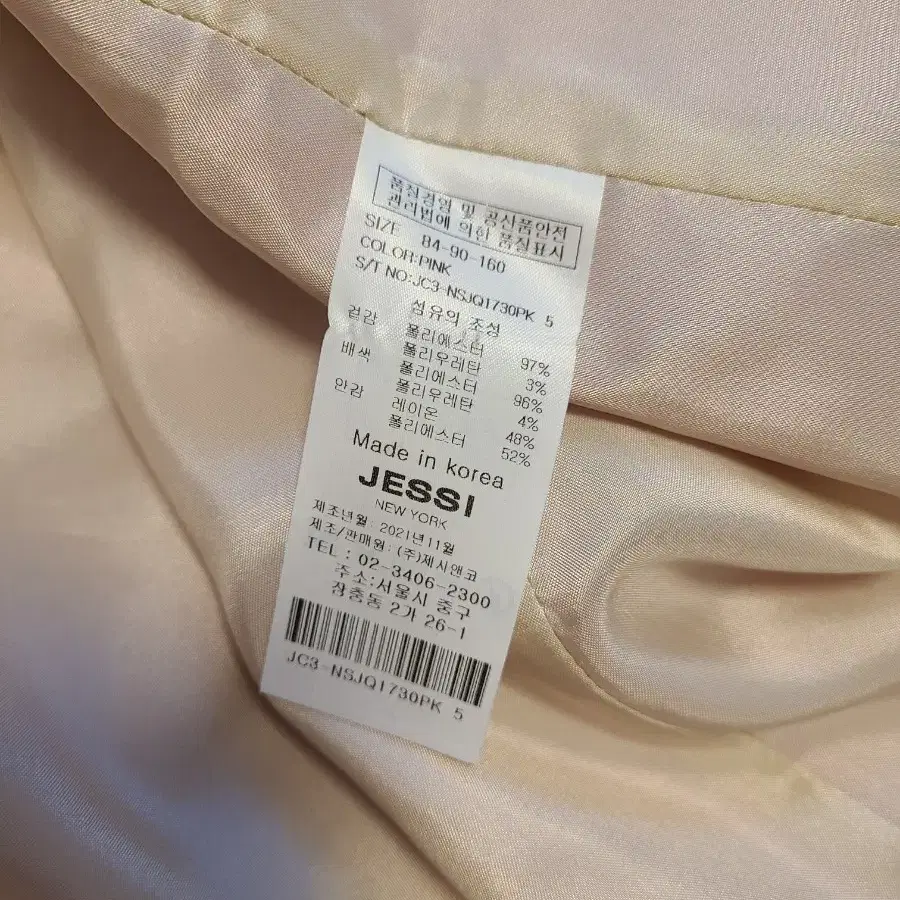 품질경영 및 공산품안전
관리법에 의한 품질표시
SIZE 84-90-160
COLOR:PINK
S/T NO:JC3-NSJQ1730PK 5
섬유의 조성
겉감 폴리에스터 97%
폴리우레탄 3%
배색 폴리에스터 96%
폴리우레탄 4%
안감 레이온 48%
폴리에스터 52%
Made in korea
JESSI
NEW YORK
제조년월: 2021년11월
제조/판매원: (주)제시앤코
TEL : 02-3406-2300
주소:서울시 중구
장충동 2가 26-1
JC3-NSJQ1730PK 5